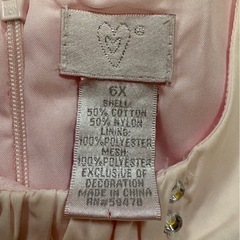 6X
SHELL:
50% COTTON
50% NYLON
LINING:
100% POLYESTER
MESH:
100% POLYESTER
EXCLUSIVE OF
DECORATION
MADE IN CHINA
RN#59478